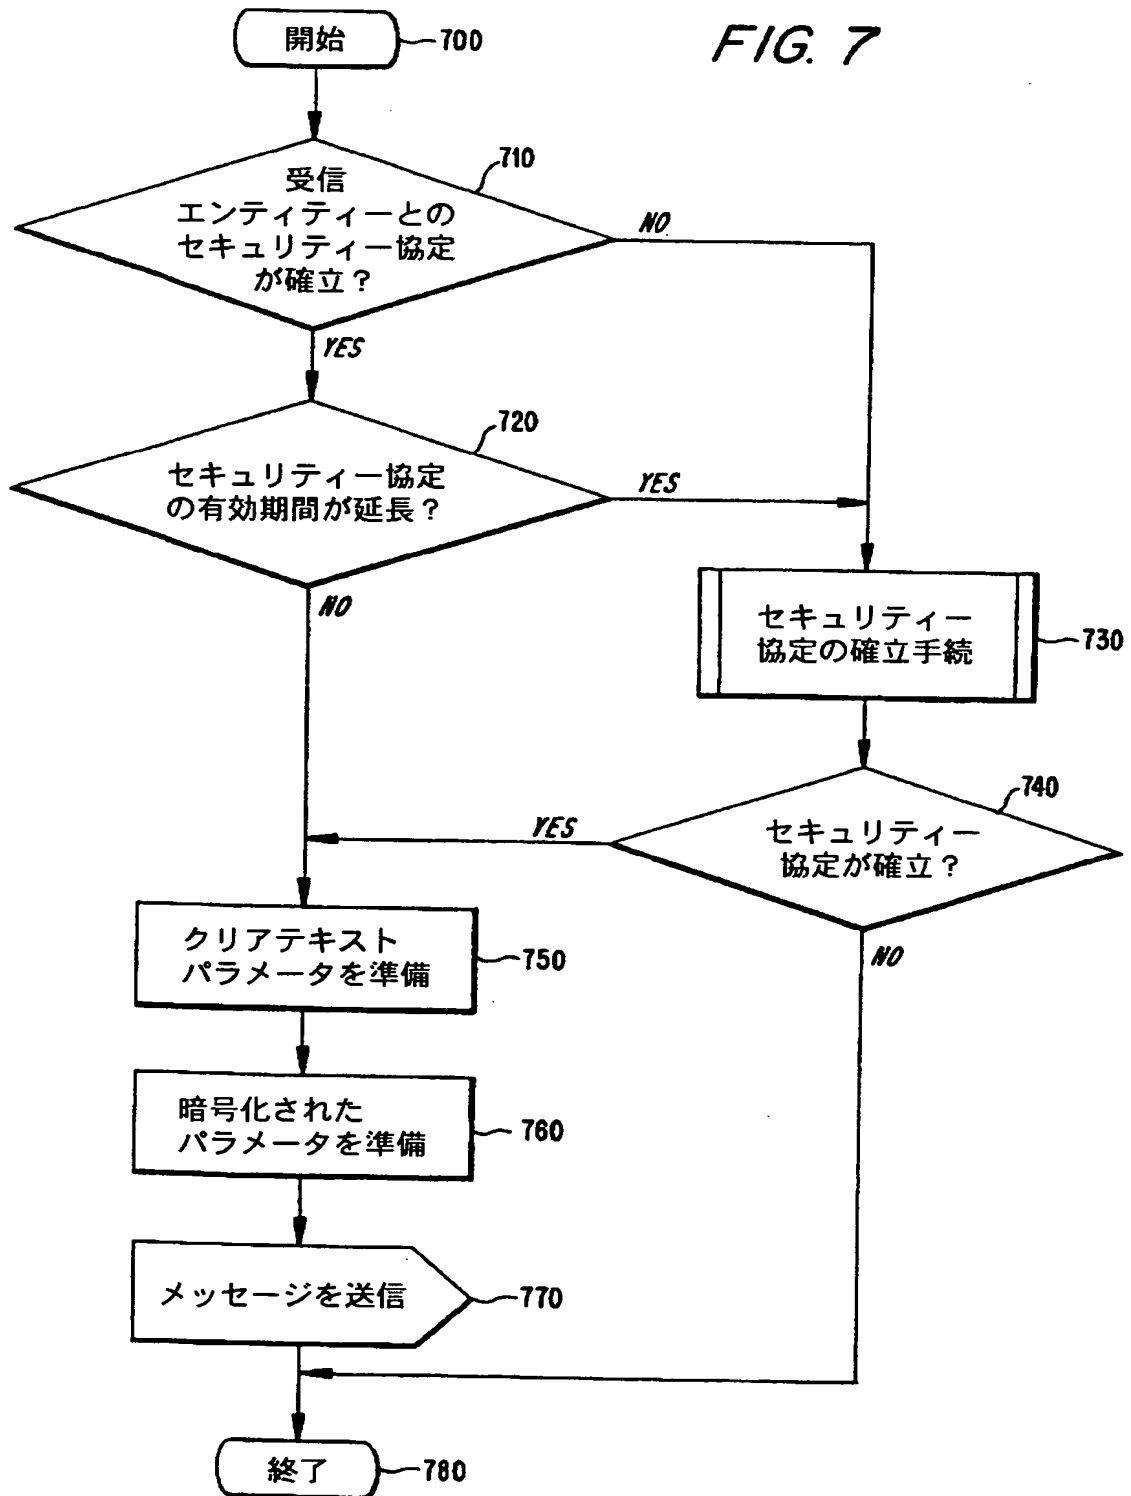 FIG. 7
開始
700
710
受信
エンティティーとの
セキュリティー協定
が確立？
NO
YES
720
セキュリティー協定
の有効期間が延長？
YES
NO
セキュリティー
協定の確立手続
730
740
セキュリティー
協定が確立？
YES
NO
クリアテキスト
パラメータを準備
750
暗号化された
パラメータを準備
760
メッセージを送信
770
終了
780